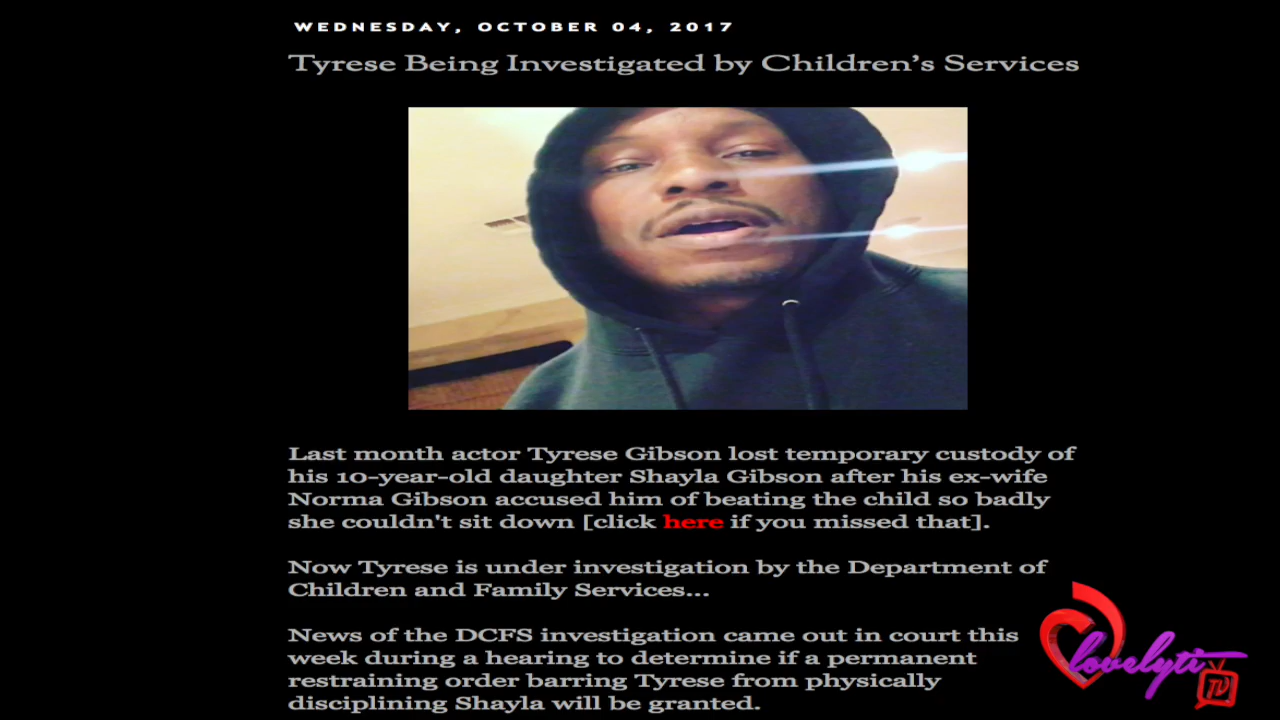 WEDNESDAY, OCTOBER 04, 2017
Tyrese Being Investigated by Children’s Services
Last month actor Tyrese Gibson lost temporary custody of
his 10-year-old daughter Shayla Gibson after his ex-wife
Norma Gibson accused him of beating the child so badly
she couldn't sit down [click here if you missed that].
Now Tyrese is under investigation by the Department of
Children and Family Services...
News of the DCFS investigation came out in court this
week during a hearing to determine if a permanent
restraining order barring Tyrese from physically
disciplining Shayla will be granted.
lovelyti
TV